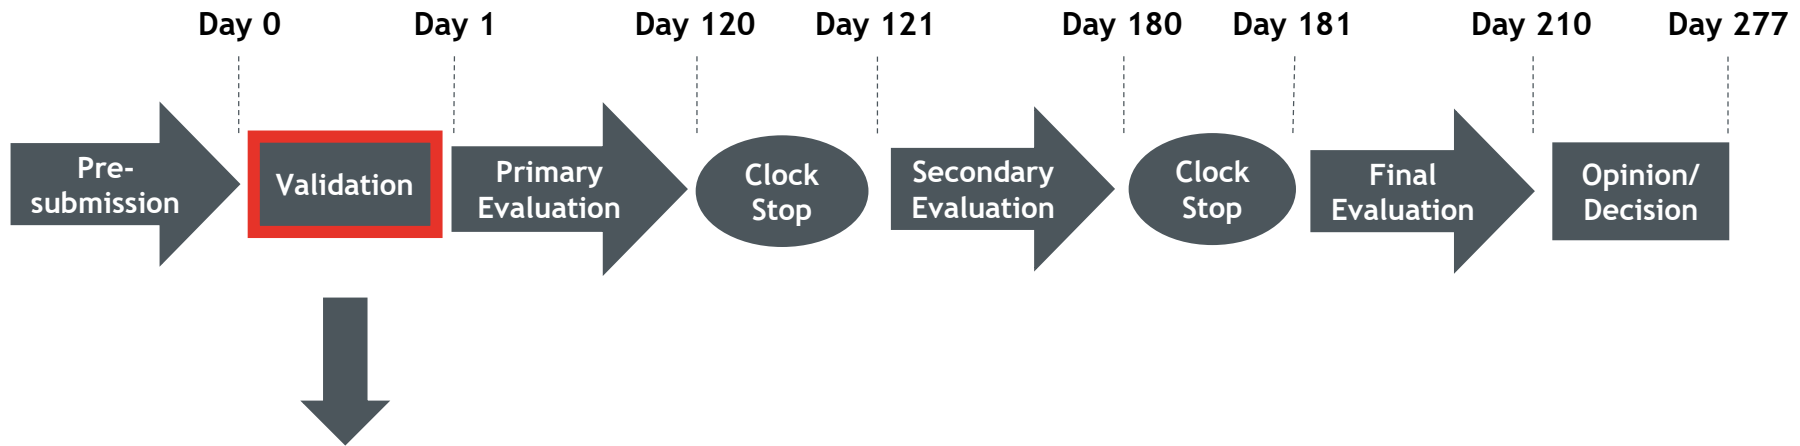 Day 0 Day 1 Day 120 Day 121 Day 180 Day 181 Day 210 Day 277
Pre-
submission
Validation
Primary
Evaluation
Clock
Stop
Secondary
Evaluation
Clock
Stop
Final
Evaluation
Opinion/
Decision